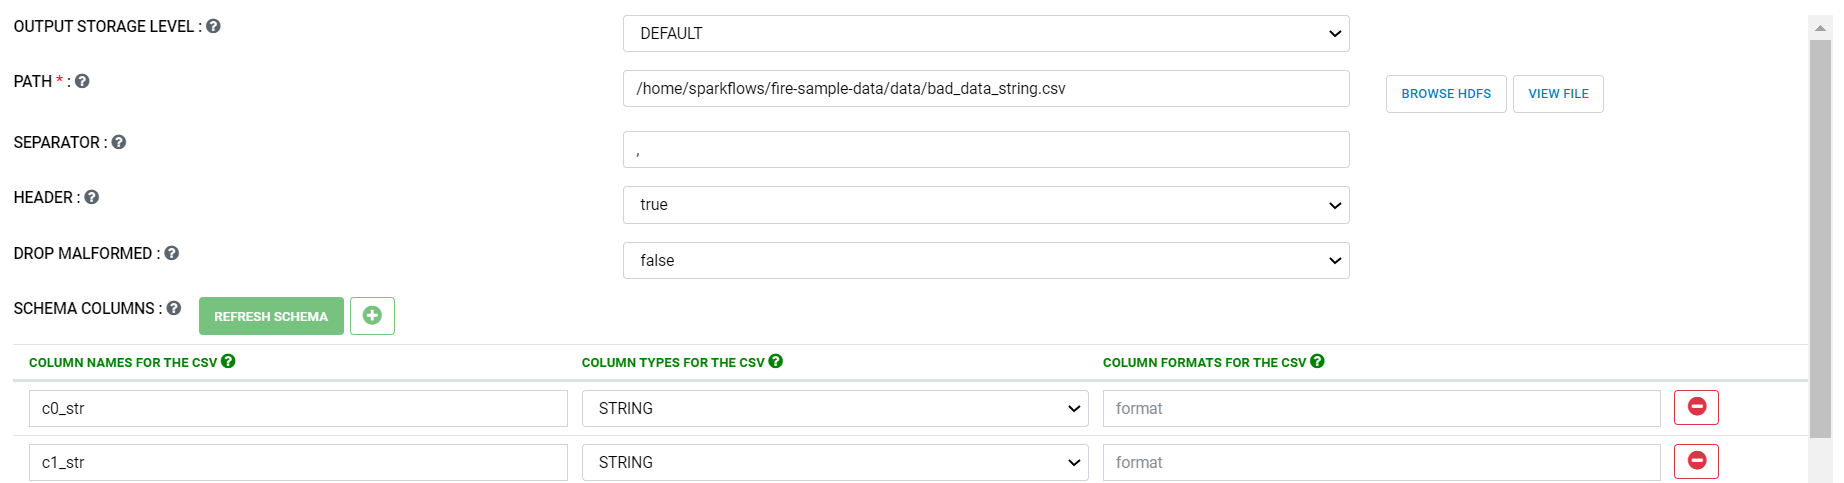 OUTPUT STORAGE LEVEL :
DEFAULT
PATH * :
/home/sparkflows/fire-sample-data/data/bad_data_string.csv
BROWSE HDFS
VIEW FILE
SEPARATOR :
,
HEADER :
true
DROP MALFORMED :
false
SCHEMA COLUMNS :
REFRESH SCHEMA
COLUMN NAMES FOR THE CSV
COLUMN TYPES FOR THE CSV
COLUMN FORMATS FOR THE CSV
c0_str
STRING
format
c1_str
STRING
format